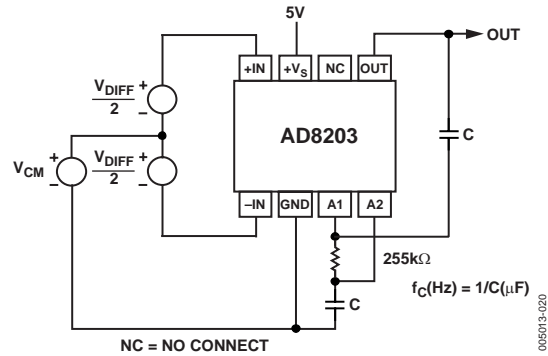 5V
OUT
+IN
+VS
NC
OUT
VDIFF
2
+
−
AD8203
C
VCM
+
−
VDIFF
2
+
−
−IN
GND
A1
A2
255kΩ
fC(Hz) = 1/C(μF)
C
NC = NO CONNECT
005013-020